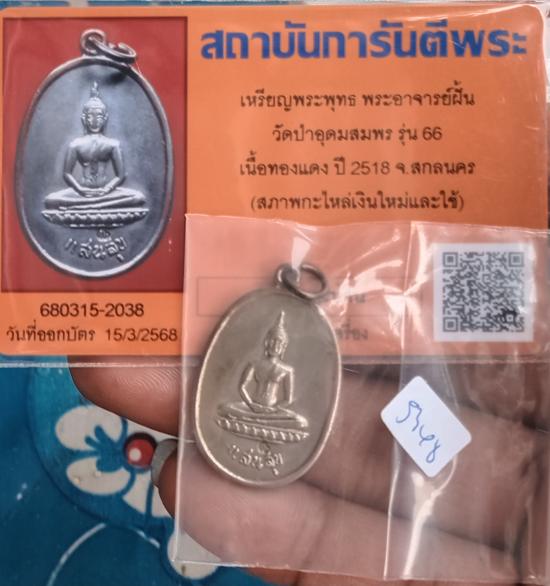 สถาบันการันตีพระ
เหรียญพระพุทธ พระอาจารย์ฝั้น
วัดป่าอุดมสมพร รุ่น 66
เนื้อทองแดง ปี 2518 จ.สกลนคร
(สภาพกะไหล่เงินใหม่และใช้)
680315-2038
วันที่ออกบัตร 15/3/2568